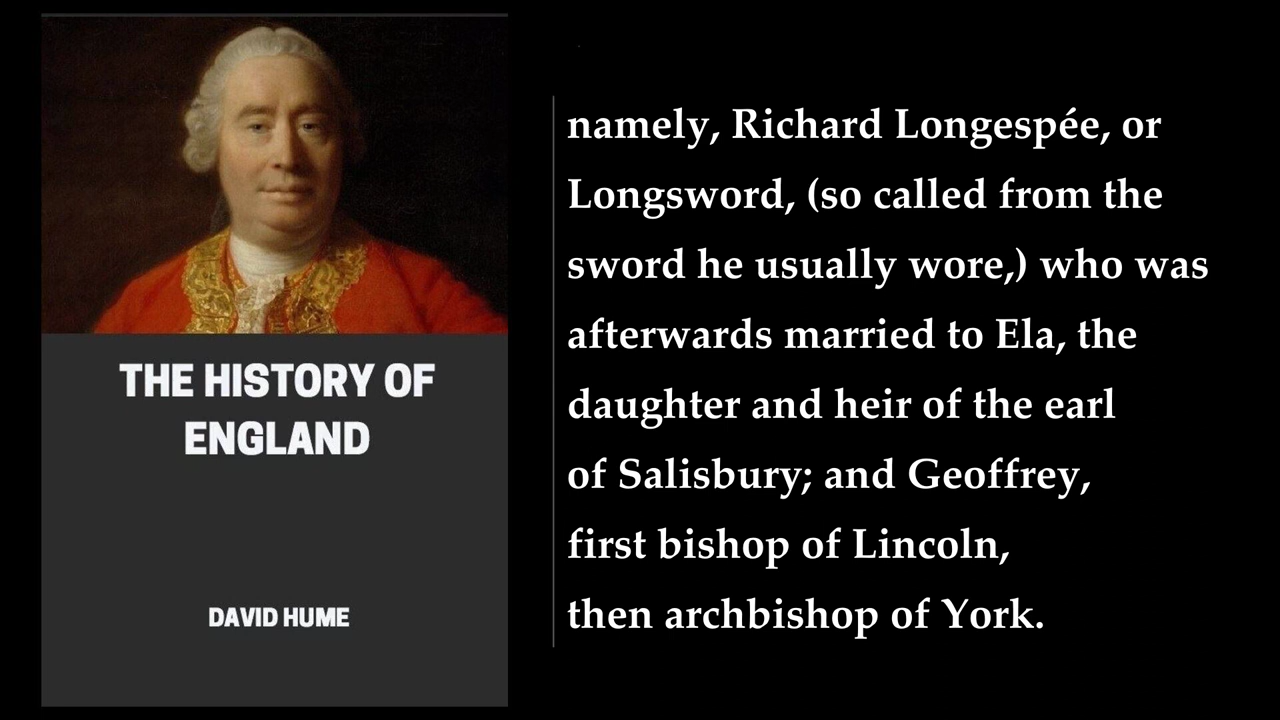 THE HISTORY OF
ENGLAND
DAVID HUME
namely, Richard Longespée, or
Longsword, (so called from the
sword he usually wore,) who was
afterwards married to Ela, the
daughter and heir of the earl
of Salisbury; and Geoffrey,
first bishop of Lincoln,
then archbishop of York.